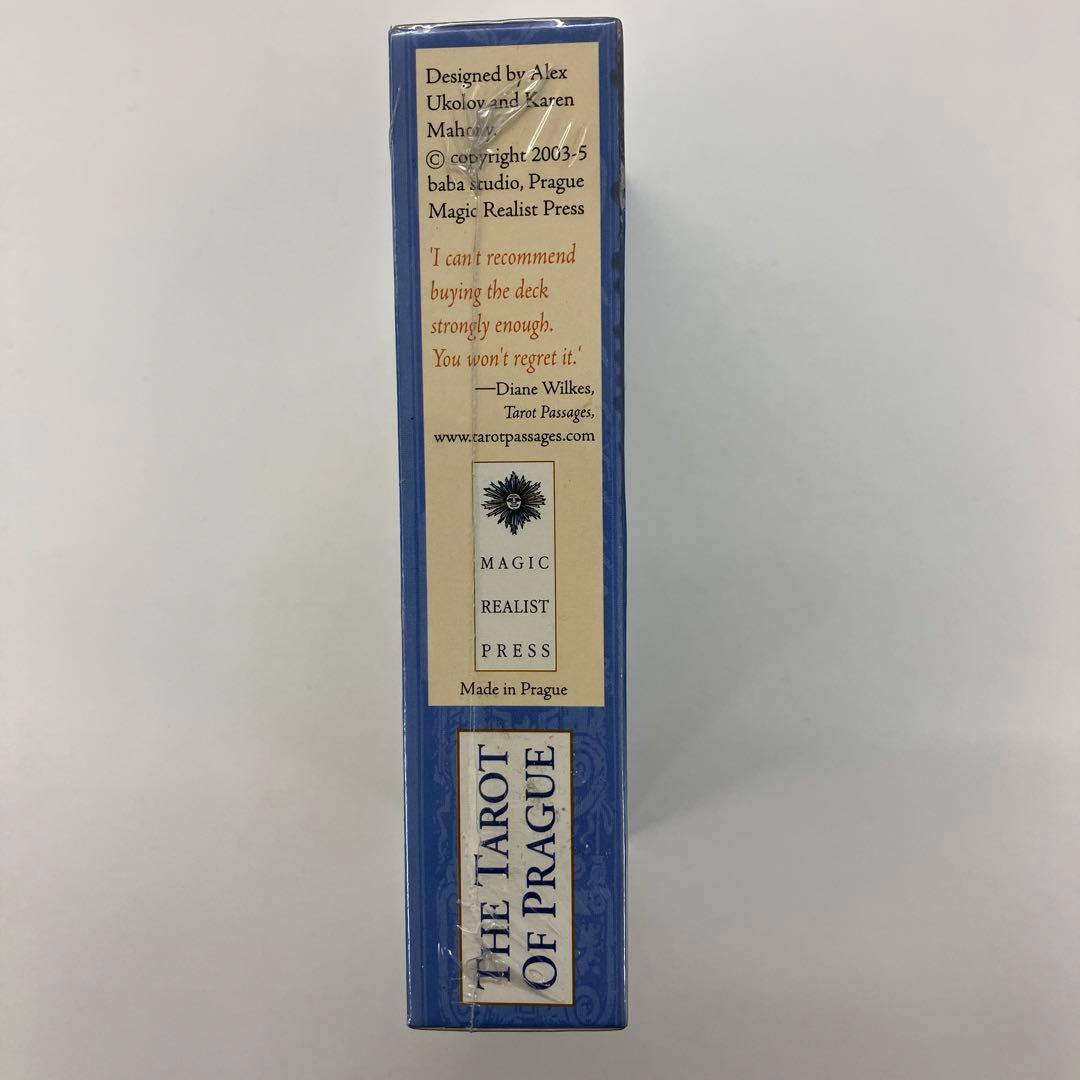 Designed by Alex
Ukolov and Karen
Mahony.
© copyright 2003-5
baba studio, Prague
Magic Realist Press
'I can't recommend
buying the deck
strongly enough.
You won't regret it.'
—Diane Wilkes,
Tarot Passages,
www.tarotpassages.com
MAGIC
REALIST
PRESS
Made in Prague
THE TAROT
OF PRAGUE